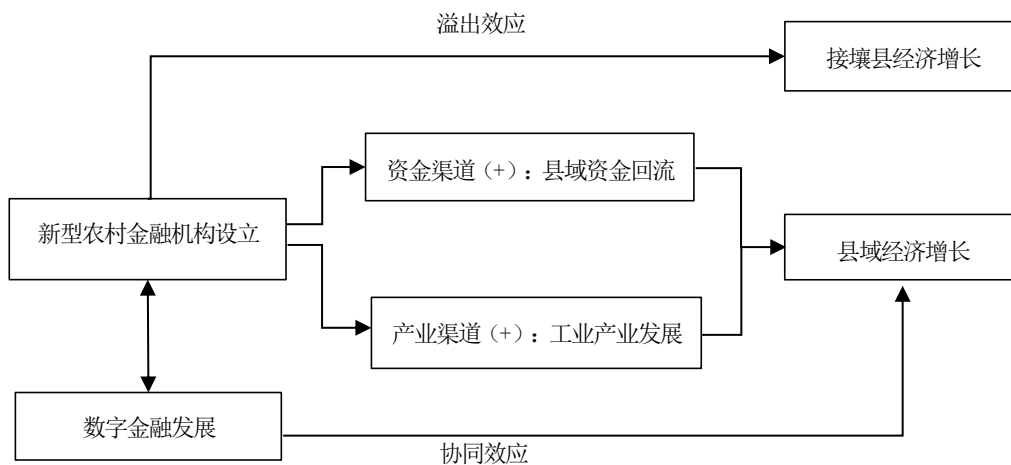 溢出效应
接壤县经济增长
资金渠道（+）：县域资金回流
新型农村金融机构设立
县域经济增长
产业渠道（+）：工业产业发展
数字金融发展
协同效应